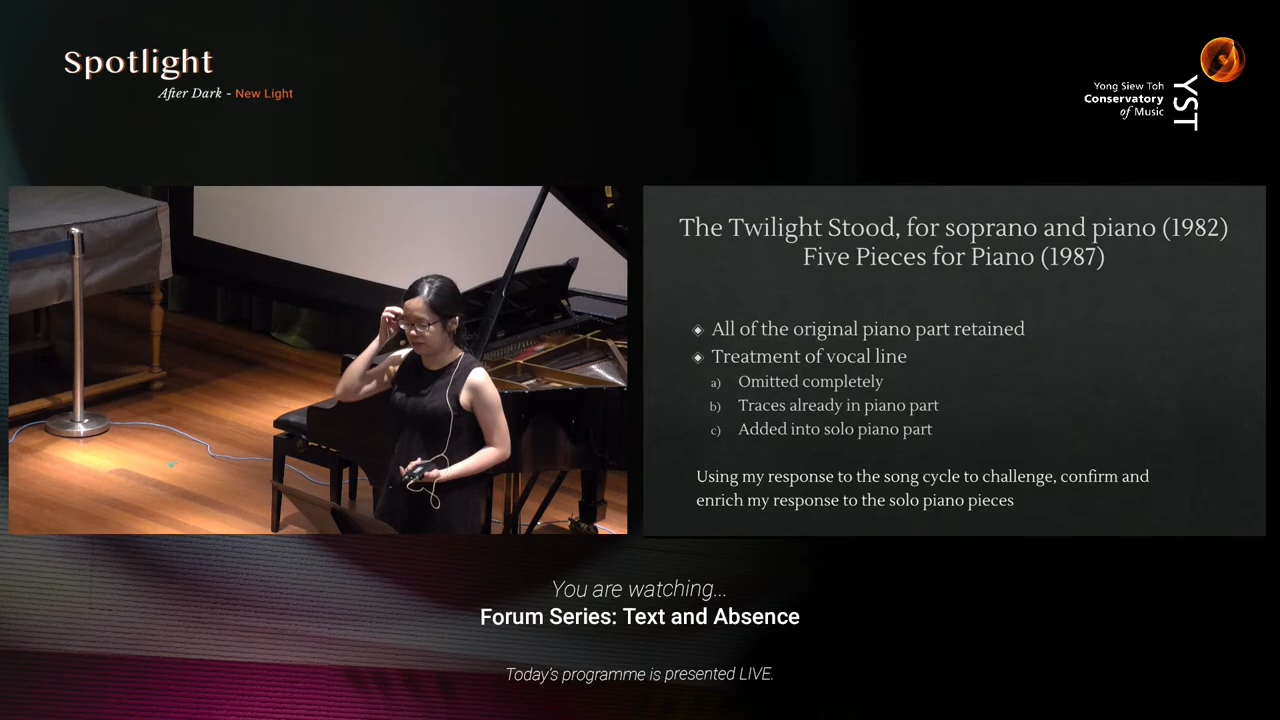 Spotlight
After Dark - New Light
Yong Siew Toh
Conservatory
of Music
YST
The Twilight Stood, for soprano and piano (1982)
Five Pieces for Piano (1987)
All of the original piano part retained
Treatment of vocal line
a) Omitted completely
b) Traces already in piano part
c) Added into solo piano part
Using my response to the song cycle to challenge, confirm and
enrich my response to the solo piano pieces
You are watching...
Forum Series: Text and Absence
Today's programme is presented LIVE.